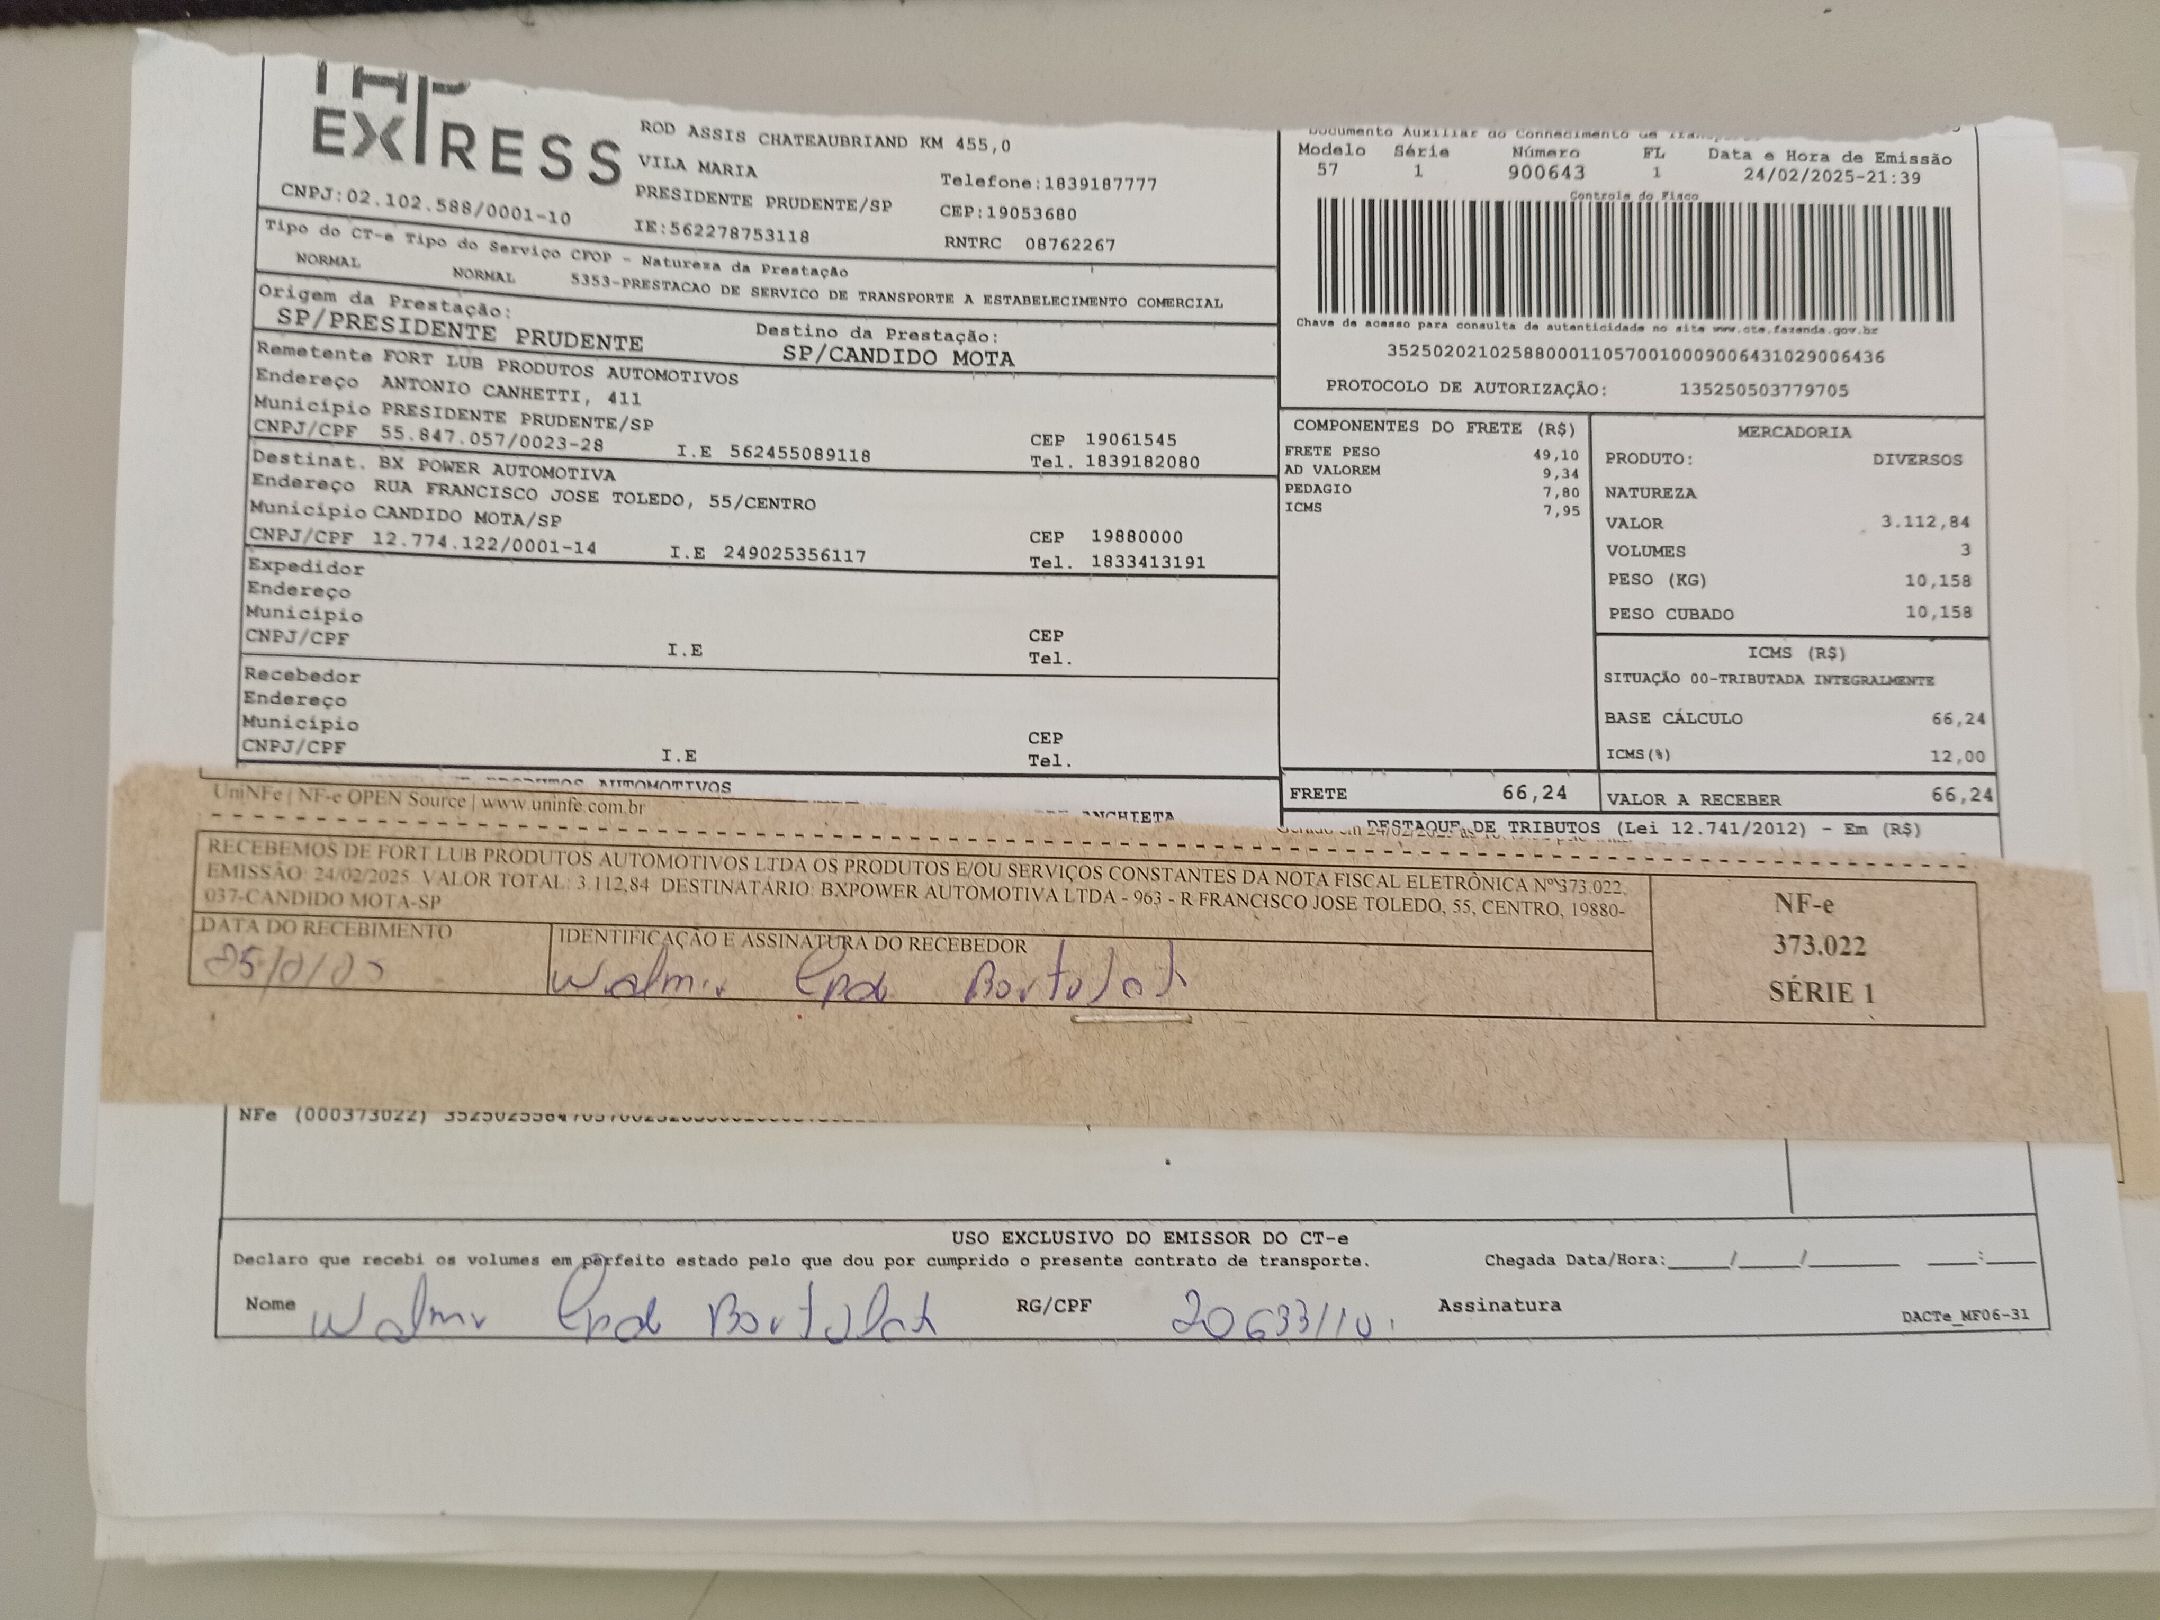 EXPRESS
CNPJ:02.102.588/0001-10
ROD ASSIS CHATEAUBRIAND KM 455,0
VILA MARIA
PRESIDENTE PRUDENTE/SP
IE:562278753118
Telefone:1839187777
CEP:19053680
RNTRC 08762267
Documento Auxiliar do Conhecimento de
Modelo Série Número FL Data e Hora de Emissão
57 1 900643 1 24/02/2025-21:39
Controle do Fisco
Chave de acesso para consulta de autenticidade no site www.cte.fazenda.gov.br
35250202102588000110570010009006431029006436
PROTOCOLO DE AUTORIZAÇÃO: 135250503779705
Tipo do CT-e Tipo do Serviço CFOP - Natureza da Prestação
NORMAL NORMAL 5353-PRESTACAO DE SERVICO DE TRANSPORTE A ESTABELECIMENTO COMERCIAL
Origem da Prestação: Destino da Prestação:
SP/PRESIDENTE PRUDENTE SP/CANDIDO MOTA
Remetente FORT LUB PRODUTOS AUTOMOTIVOS
Endereço ANTONIO CANHETTI, 411
Município PRESIDENTE PRUDENTE/SP CEP 19061545
CNPJ/CPF 55.847.057/0023-28 I.E 562455089118 Tel. 1839182080
Destinat. BX POWER AUTOMOTIVA
Endereço RUA FRANCISCO JOSE TOLEDO, 55/CENTRO
Município CANDIDO MOTA/SP CEP 19880000
CNPJ/CPF 12.774.122/0001-14 I.E 249025356117 Tel. 1833413191
Expedidor
Endereço
Município CEP
CNPJ/CPF I.E Tel.
Recebedor
Endereço
Município CEP
CNPJ/CPF I.E Tel.
COMPONENTES DO FRETE (R$)
FRETE PESO 49,10
AD VALOREM 9,34
PEDAGIO 7,80
ICMS 7,95
FRETE 66,24
MERCADORIA
PRODUTO: DIVERSOS
NATUREZA
VALOR 3.112,84
VOLUMES 3
PESO (KG) 10,158
PESO CUBADO 10,158
ICMS (R$)
SITUAÇÃO 00-TRIBUTADA INTEGRALMENTE
BASE CÁLCULO 66,24
ICMS(%) 12,00
VALOR A RECEBER 66,24
DESTAQUE DE TRIBUTOS (Lei 12.741/2012) - Em (R$)
PRODUTOS AUTOMOTIVOS
ANCHIETA
UniNFe | NF-e OPEN Source | www.uninfe.com.br
RECEBEMOS DE FORT LUB PRODUTOS AUTOMOTIVOS LTDA OS PRODUTOS E/OU SERVIÇOS CONSTANTES DA NOTA FISCAL ELETRÔNICA Nº 373.022,
EMISSÃO: 24/02/2025 VALOR TOTAL: 3.112,84 DESTINATÁRIO: BXPOWER AUTOMOTIVA LTDA - 963 - R FRANCISCO JOSE TOLEDO, 55, CENTRO, 19880-
037-CANDIDO MOTA-SP
DATA DO RECEBIMENTO IDENTIFICAÇÃO E ASSINATURA DO RECEBEDOR
Walmir
NF-e
373.022
SÉRIE 1
NFe (000373022)
USO EXCLUSIVO DO EMISSOR DO CT-e
Declaro que recebi os volumes em perfeito estado pelo que dou por cumprido o presente contrato de transporte. Chegada Data/Hora:
Nome Walmir RG/CPF Assinatura
DACTe_MF06-31